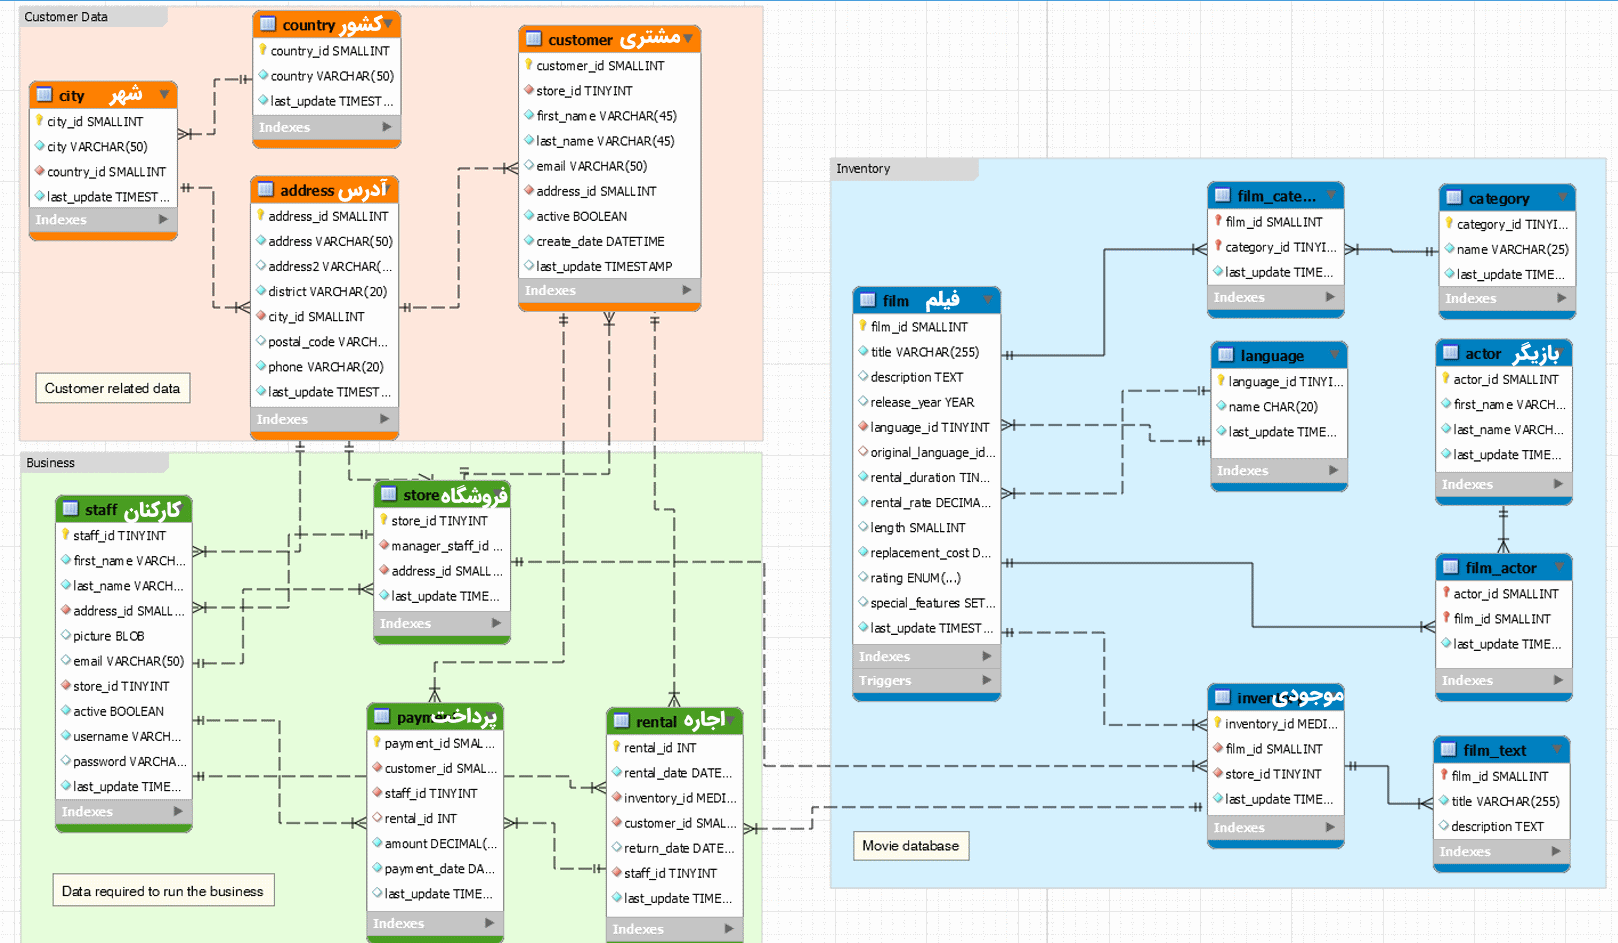 Customer Data
country کشور
country_id SMALLINT
country VARCHAR(50)
last_update TIMEST...
Indexes
city شهر
city_id SMALLINT
city VARCHAR(50)
country_id SMALLINT
last_update TIMEST...
Indexes
address آدرس
address_id SMALLINT
address VARCHAR(50)
address2 VARCHAR(...
district VARCHAR(20)
city_id SMALLINT
postal_code VARCH...
phone VARCHAR(20)
last_update TIMEST...
Indexes
customer مشتری
customer_id SMALLINT
store_id TINYINT
first_name VARCHAR(45)
last_name VARCHAR(45)
email VARCHAR(50)
address_id SMALLINT
active BOOLEAN
create_date DATETIME
last_update TIMESTAMP
Indexes
Customer related data
Business
staff کارکنان
staff_id TINYINT
first_name VARCH...
last_name VARCH...
address_id SMALL...
picture BLOB
email VARCHAR(50)
store_id TINYINT
active BOOLEAN
username VARCH...
password VARCHA...
last_update TIME...
Indexes
store فروشگاه
store_id TINYINT
manager_staff_id ...
address_id SMALL...
last_update TIME...
Indexes
پرداخت
payment_id SMAL...
customer_id SMAL...
staff_id TINYINT
rental_id INT
amount DECIMAL(...
payment_date DA...
last_update TIME...
Indexes
rental اجاره
rental_id INT
rental_date DATE...
inventory_id MEDI...
customer_id SMAL...
return_date DATE...
staff_id TINYINT
last_update TIME...
Indexes
Data required to run the business
Inventory
film فیلم
film_id SMALLINT
title VARCHAR(255)
description TEXT
release_year YEAR
language_id TINYINT
original_language_id...
rental_duration TIN...
rental_rate DECIMA...
length SMALLINT
replacement_cost D...
rating ENUM(...)
special_features SET...
last_update TIMEST...
Indexes
Triggers
film_cate...
film_id SMALLINT
category_id TINYI...
last_update TIME...
Indexes
category
category_id TINYI...
name VARCHAR(25)
last_update TIME...
Indexes
language
language_id TINYI...
name CHAR(20)
last_update TIME...
Indexes
actor بازیگر
actor_id SMALLINT
first_name VARCH...
last_name VARCH...
last_update TIME...
Indexes
film_actor
actor_id SMALLINT
film_id SMALLINT
last_update TIME...
Indexes
موجودی
inventory_id MEDI...
film_id SMALLINT
store_id TINYINT
last_update TIME...
Indexes
film_text
film_id SMALLINT
title VARCHAR(255)
description TEXT
Indexes
Movie database